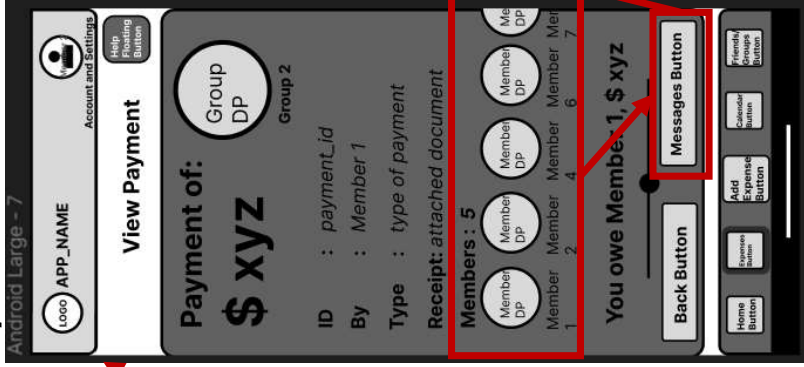 Android Large - 7
LOGO APP_NAME
Account and Settings
View Payment
Help
Floating
Button
Payment of:
$ xyz
Group
DP
Group 2
ID : payment_id
By : Member 1
Type : type of payment
Receipt: attached document
Members : 5
Member
DP
Member
DP
Member
DP
Member
DP
Member
DP
Member
1
Member
2
Member
4
Member
6
Mer
7
You owe Member 1, $ xyz
Back Button
Messages Button
Home
Button
Expenses
Button
Add
Expense
Button
Calendar
Button
Friends/
Groups
Button